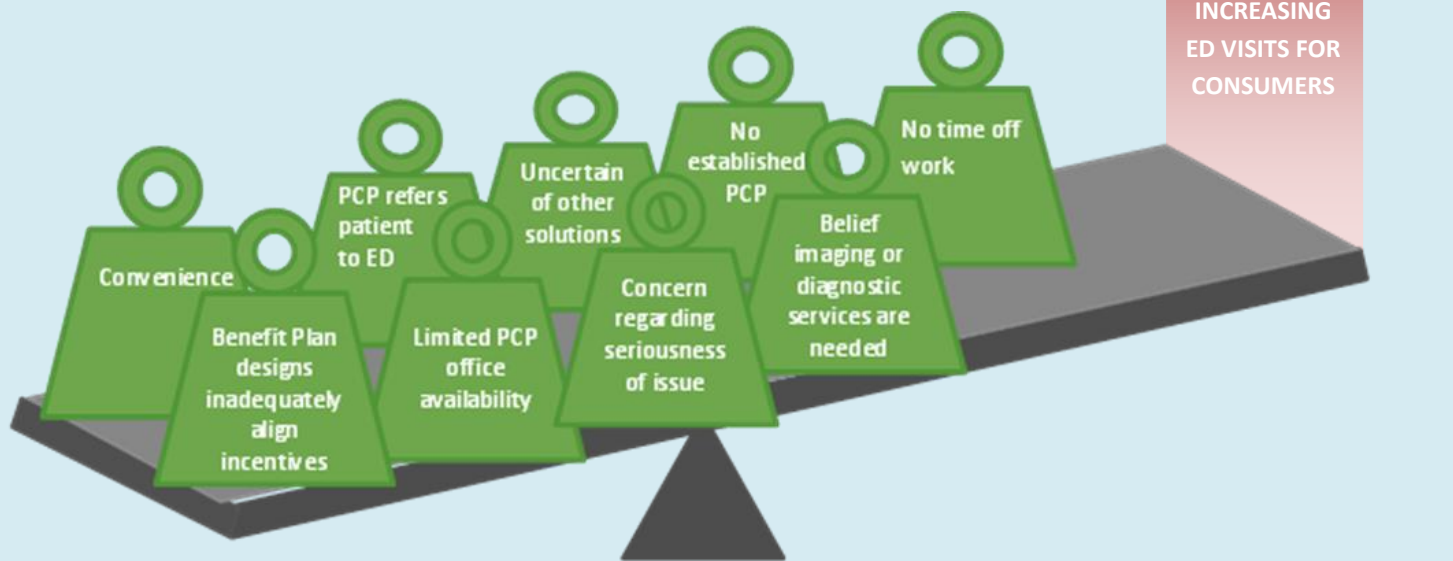 INCREASING
ED VISITS FOR
CONSUMERS
Convenience
PCP refers
patient
to ED
Uncertain
of other
solutions
No
established
PCP
No time off
work
Benefit Plan
designs
inadequately
align
incentives
Limited PCP
office
availability
Concern
regarding
seriousness
of issue
Belief
imaging or
diagnostic
services are
needed